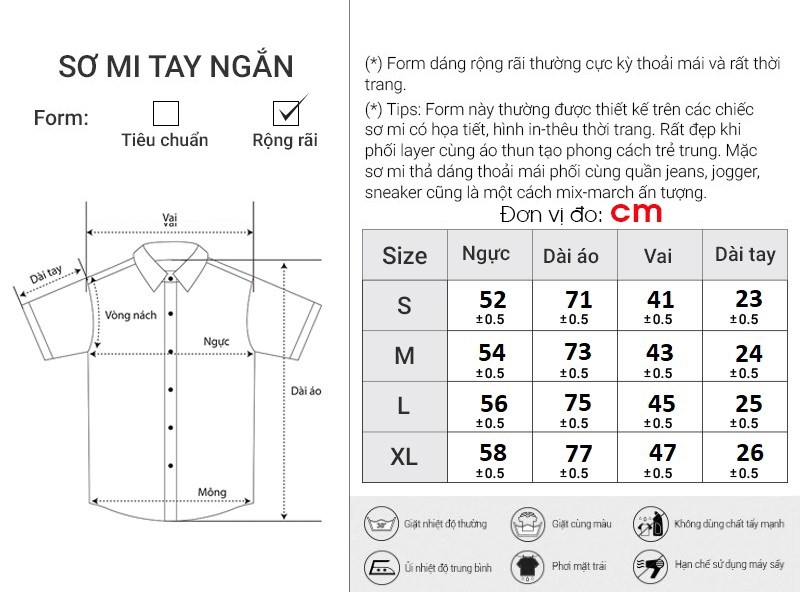 SƠ MI TAY NGẮN
Form:
Tiêu chuẩn
Rộng rãi
Vai
Vai
Dài tay
Vòng nách
Ngực
Dài áo
Mông
(*) Form dáng rộng rãi thường cực kỳ thoải mái và rất thời
trang.
(*) Tips: Form này thường được thiết kế trên các chiếc
sơ mi có họa tiết, hình in-thêu thời trang. Rất đẹp khi
phối layer cùng áo thun tạo phong cách trẻ trung. Mặc
sơ mi thả dáng thoải mái phối cùng quần jeans, jogger,
sneaker cũng là một cách mix-march ấn tượng.
Đơn vị đo: cm
Size Ngực Dài áo Vai Dài tay
S 52 71 41 23
±0.5 ±0.5 ±0.5 ±0.5
M 54 73 43 24
±0.5 ±0.5 ±0.5 ±0.5
L 56 75 45 25
±0.5 ±0.5 ±0.5 ±0.5
XL 58 77 47 26
±0.5 ±0.5 ±0.5 ±0.5
30°
Giặt nhiệt độ thường
Giặt cùng màu
Không dùng chất tẩy mạnh
Ủi nhiệt độ trung bình
Phơi mặt trái
Hạn chế sử dụng máy sấy